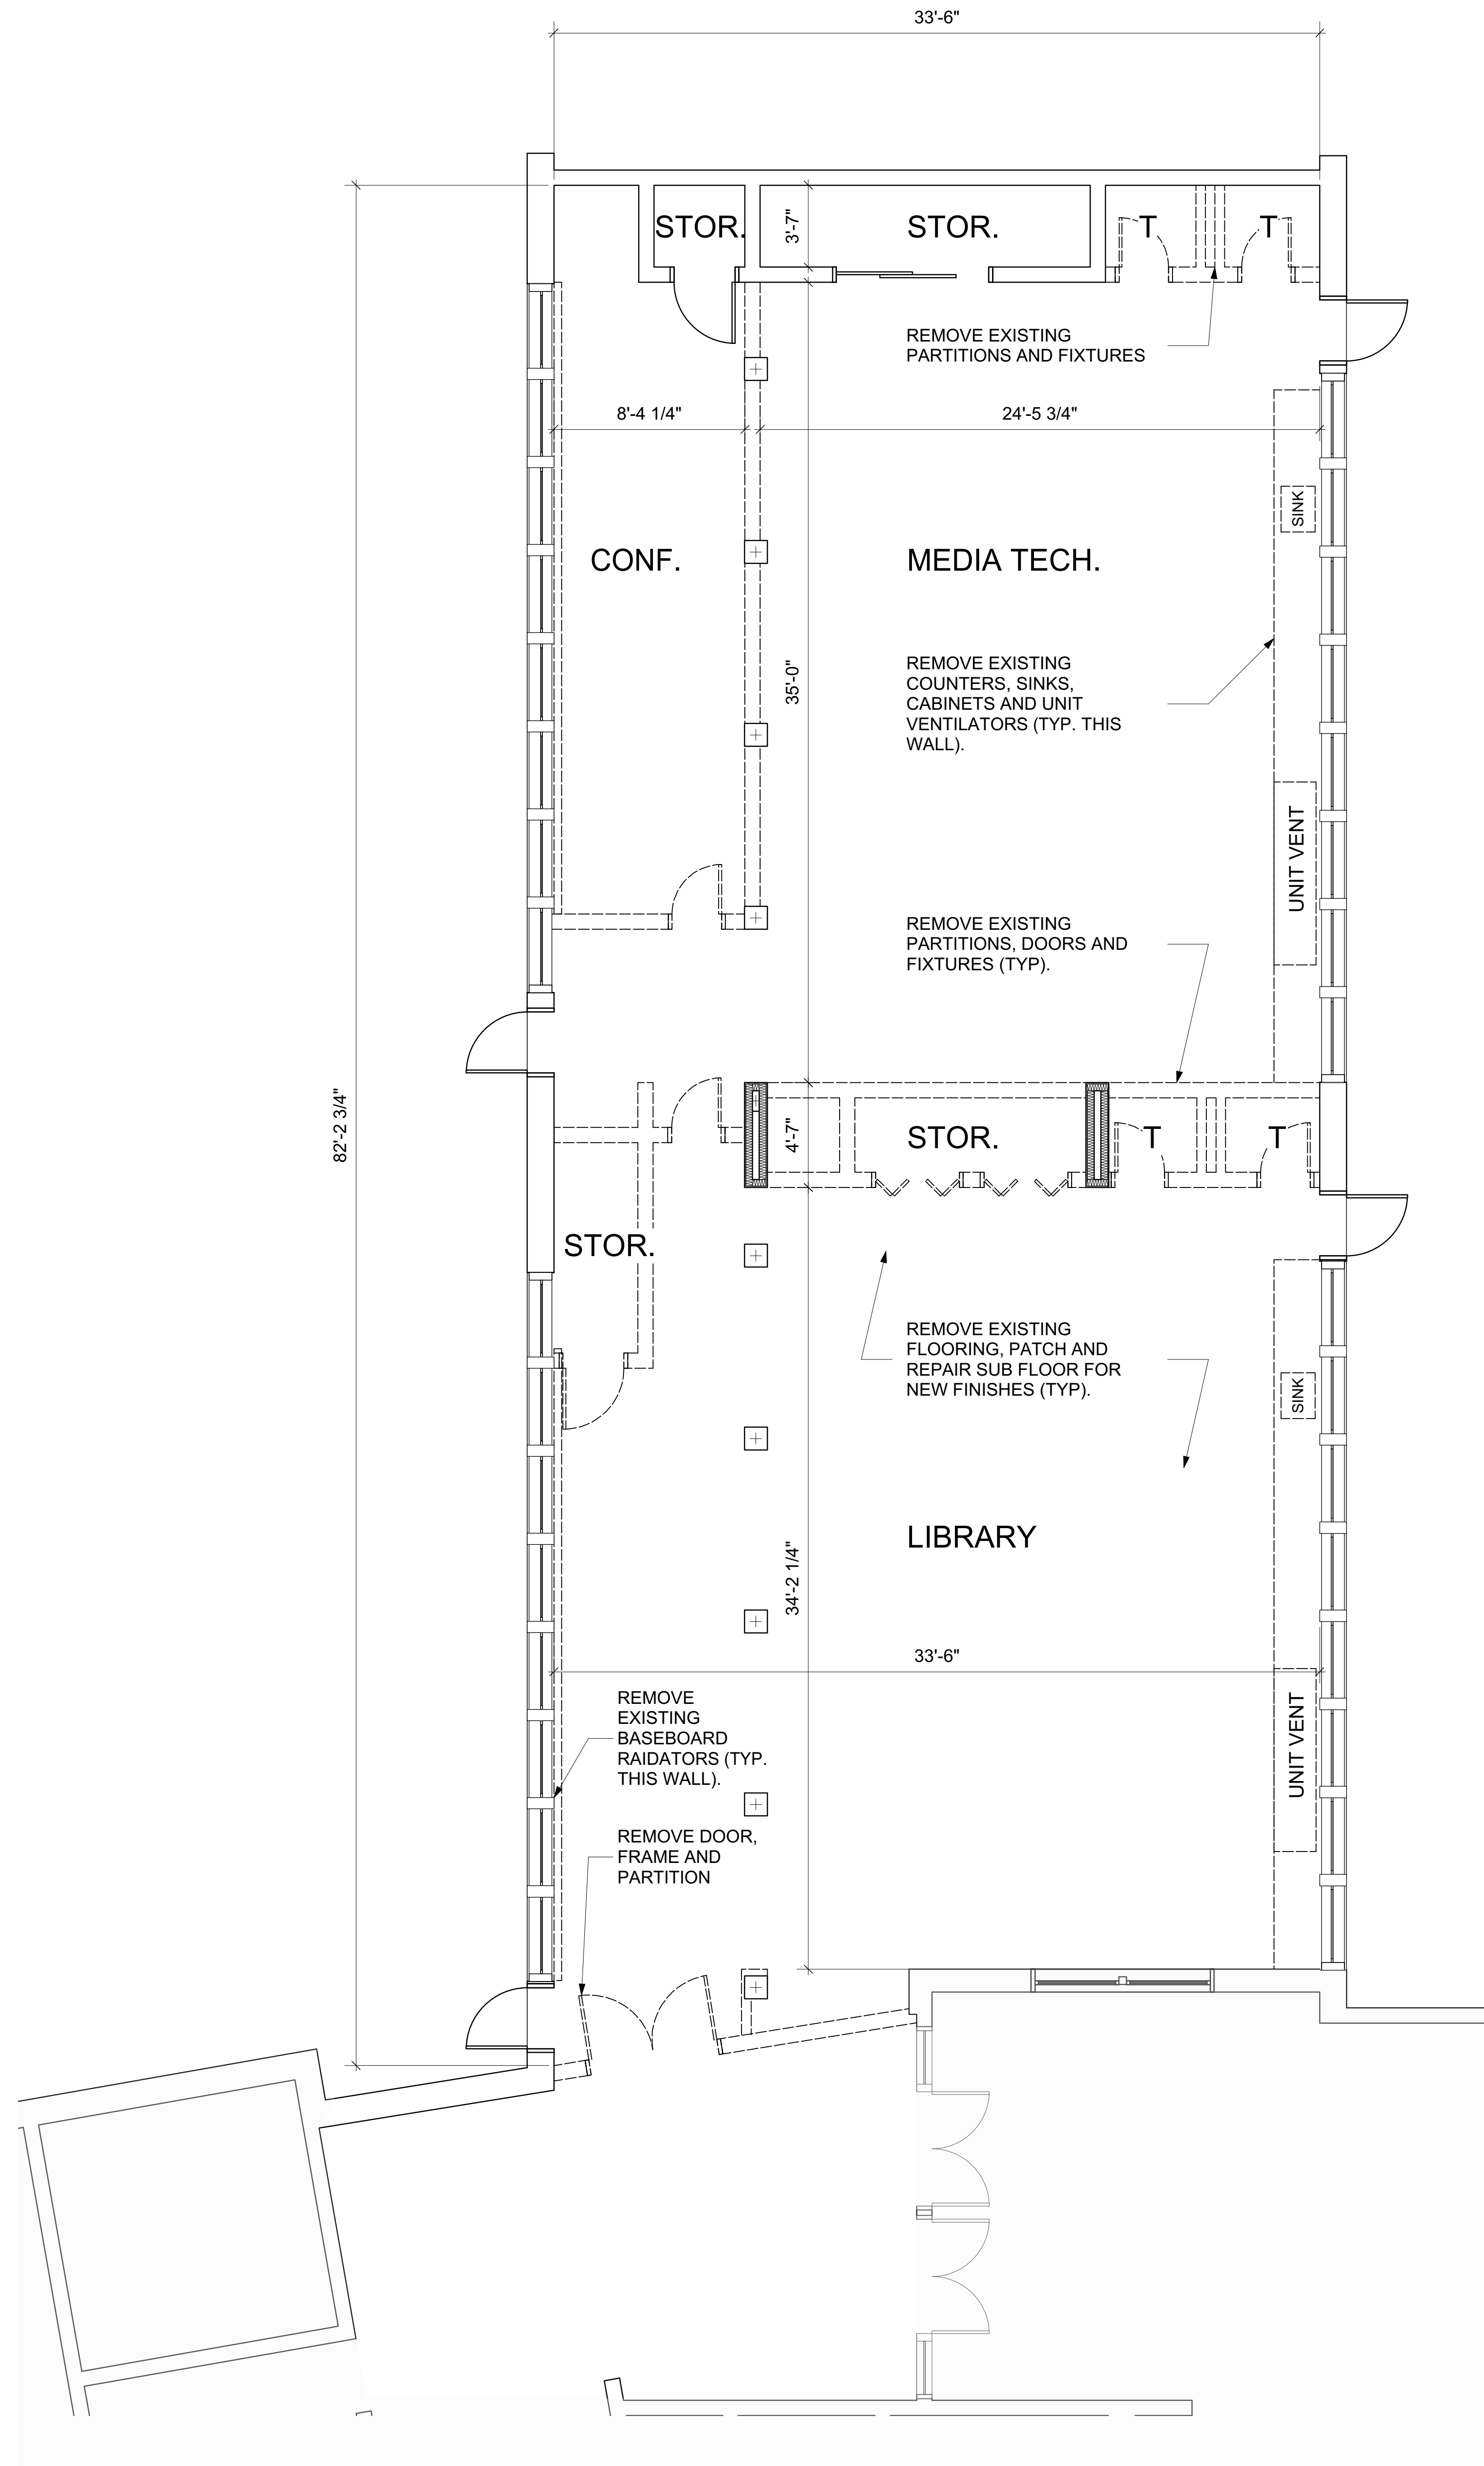 33'-6"
STOR.
3'-7"
STOR.
T
T
REMOVE EXISTING
PARTITIONS AND FIXTURES
8'-4 1/4"
24'-5 3/4"
SINK
CONF.
MEDIA TECH.
35'-0"
REMOVE EXISTING
COUNTERS, SINKS,
CABINETS AND UNIT
VENTILATORS (TYP. THIS
WALL).
UNIT VENT
REMOVE EXISTING
PARTITIONS, DOORS AND
FIXTURES (TYP).
82'-2 3/4"
4'-7"
STOR.
T
T
STOR.
REMOVE EXISTING
FLOORING, PATCH AND
REPAIR SUB FLOOR FOR
NEW FINISHES (TYP).
SINK
LIBRARY
34'-2 1/4"
33'-6"
REMOVE
EXISTING
BASEBOARD
RAIDATORS (TYP.
THIS WALL).
UNIT VENT
REMOVE DOOR,
FRAME AND
PARTITION